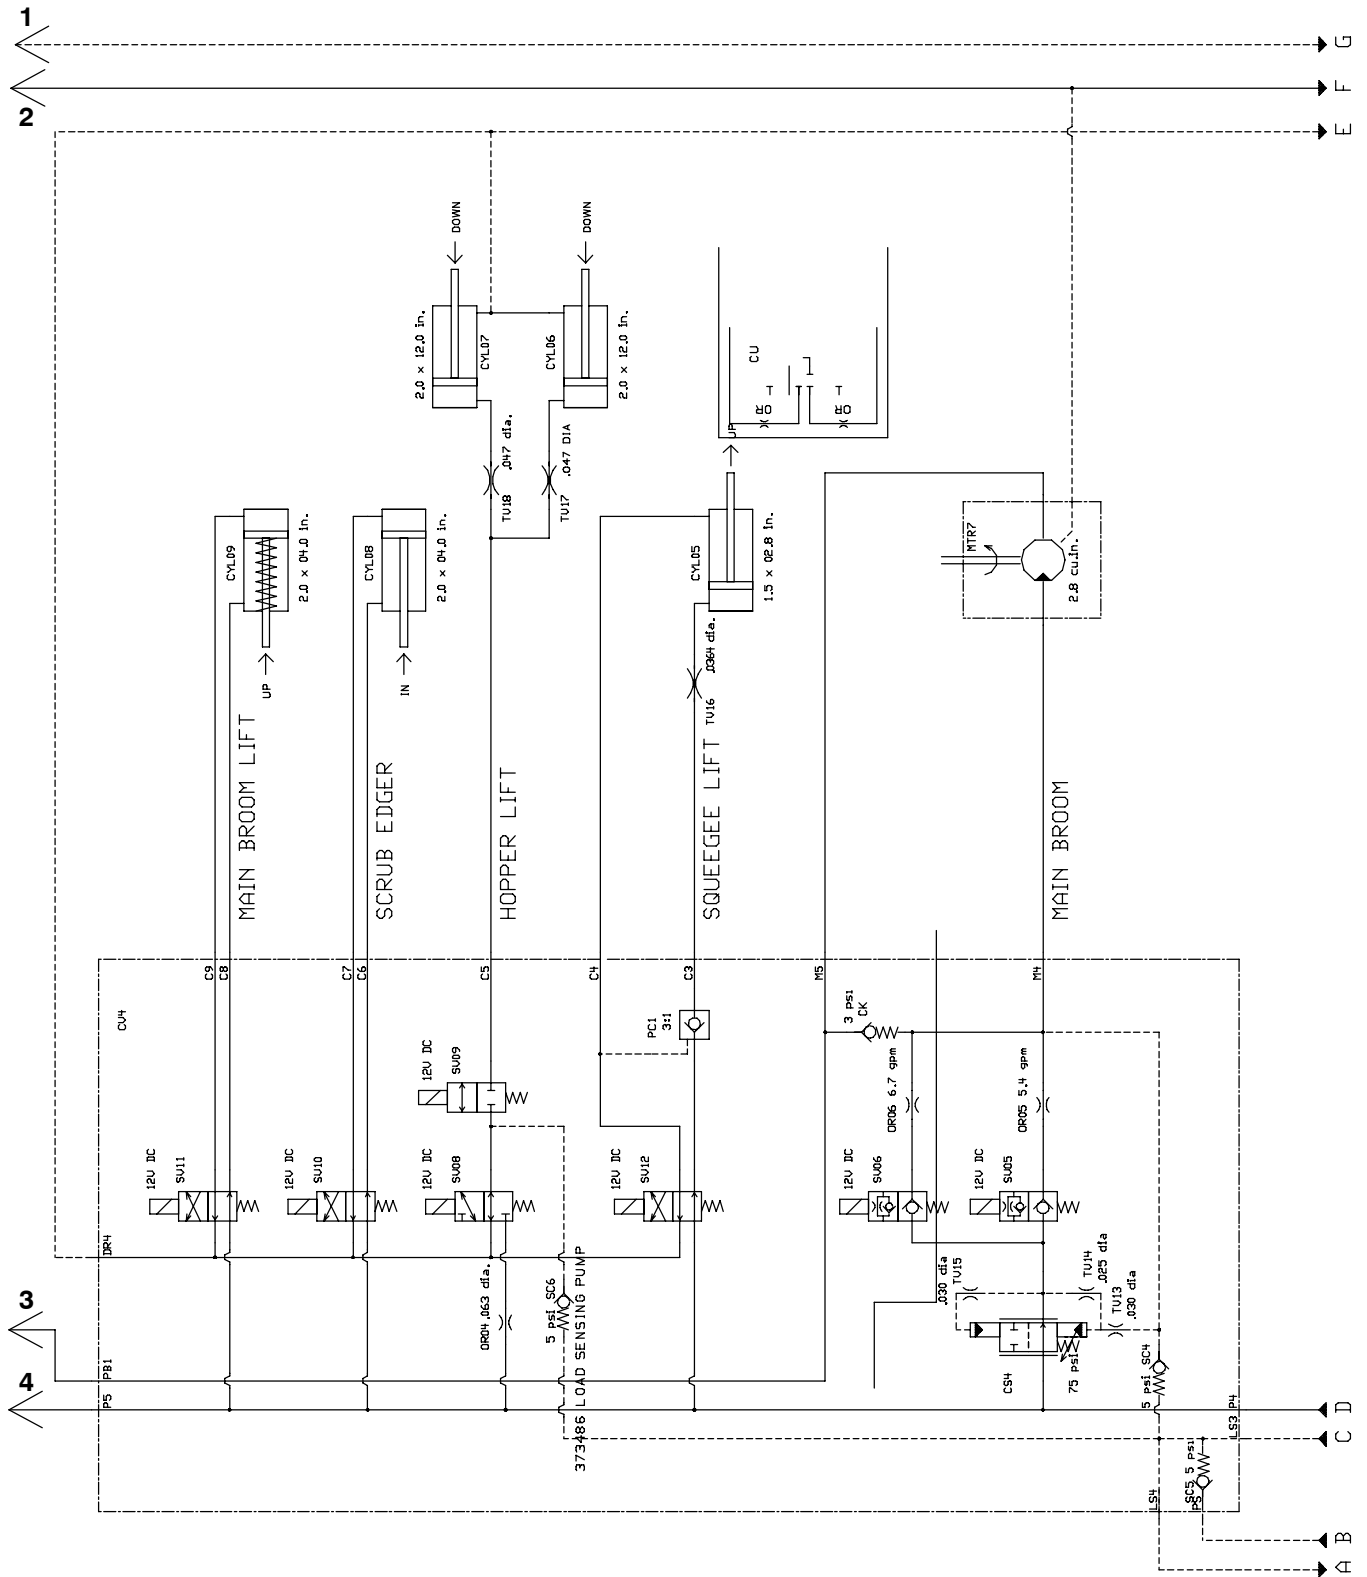 1
G
F
2
E
DOWN
DOWN
2.0 x 12.0 in.
CYL07
CYL06
2.0 x 12.0 in.
CU
OR
OR
UP
TV18
.047 dia.
TV17
.047 DIA
CYL09
2.0 x 04.0 in.
CYL08
2.0 x 04.0 in.
CYL05
1.5 x 02.8 in.
MTR7
2.8 cu.in.
UP
IN
TV16
.0364 dia.
MAIN BROOM LIFT
SCRUB EDGER
HOPPER LIFT
SQUEEGEE LIFT
MAIN BROOM
C9
C8
C7
C6
C5
C4
C3
M5
M4
CV4
PC1
3:1
3 psi
CK
12V DC
SV09
OR06 6.7 gpm
OR05 5.4 gpm
12V DC
SV11
12V DC
SV10
12V DC
SV08
12V DC
SV12
12V DC
SV06
12V DC
SV05
DR4
OR04 .063 dia.
5 psi SC6
373486 LOAD SENSING PUMP
.030 dia
TV15
TV14
.025 dia
TV13
.030 dia
3
CS4
75 psi
5 psi SC4
PB1
4
P5
LS3 P4
D
C
SC5 5 psi
LS4
PS
B
A